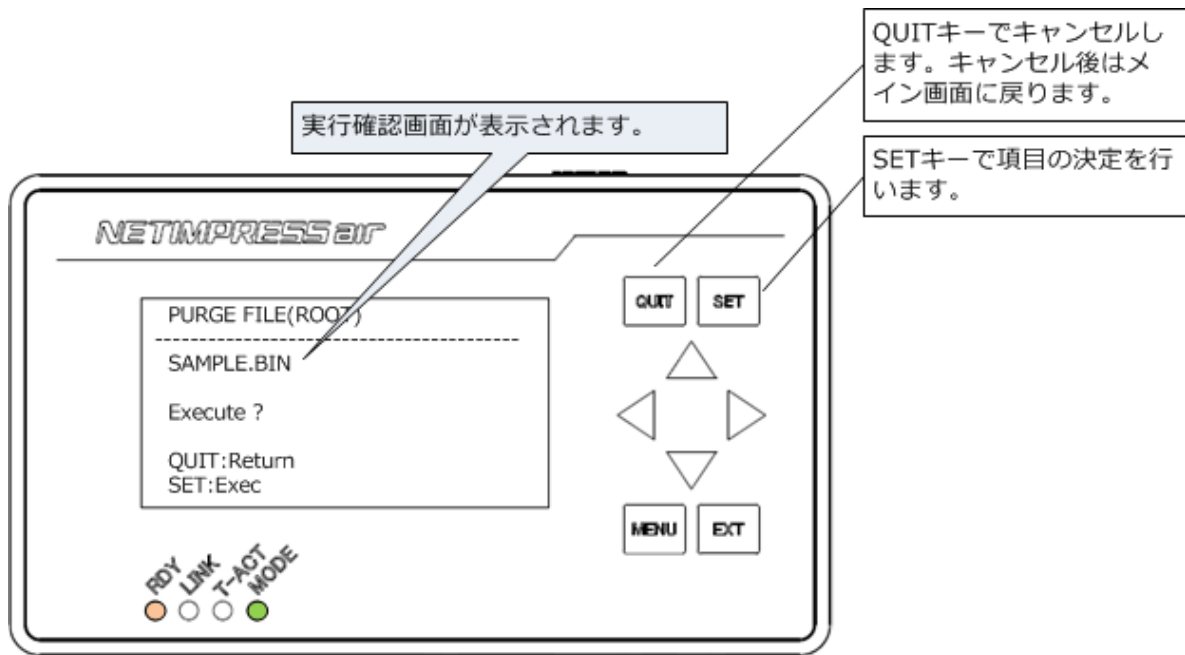 QUITキーでキャンセルし
ます。キャンセル後はメ
イン画面に戻ります。
実行確認画面が表示されます。
SETキーで項目の決定を行
います。
NETIMPRESS air
QUIT SET
PURGE FILE(ROOT)
SAMPLE.BIN
Execute ?
QUIT:Return
SET:Exec
MENU EXT
RDY LINK T-ACT MODE